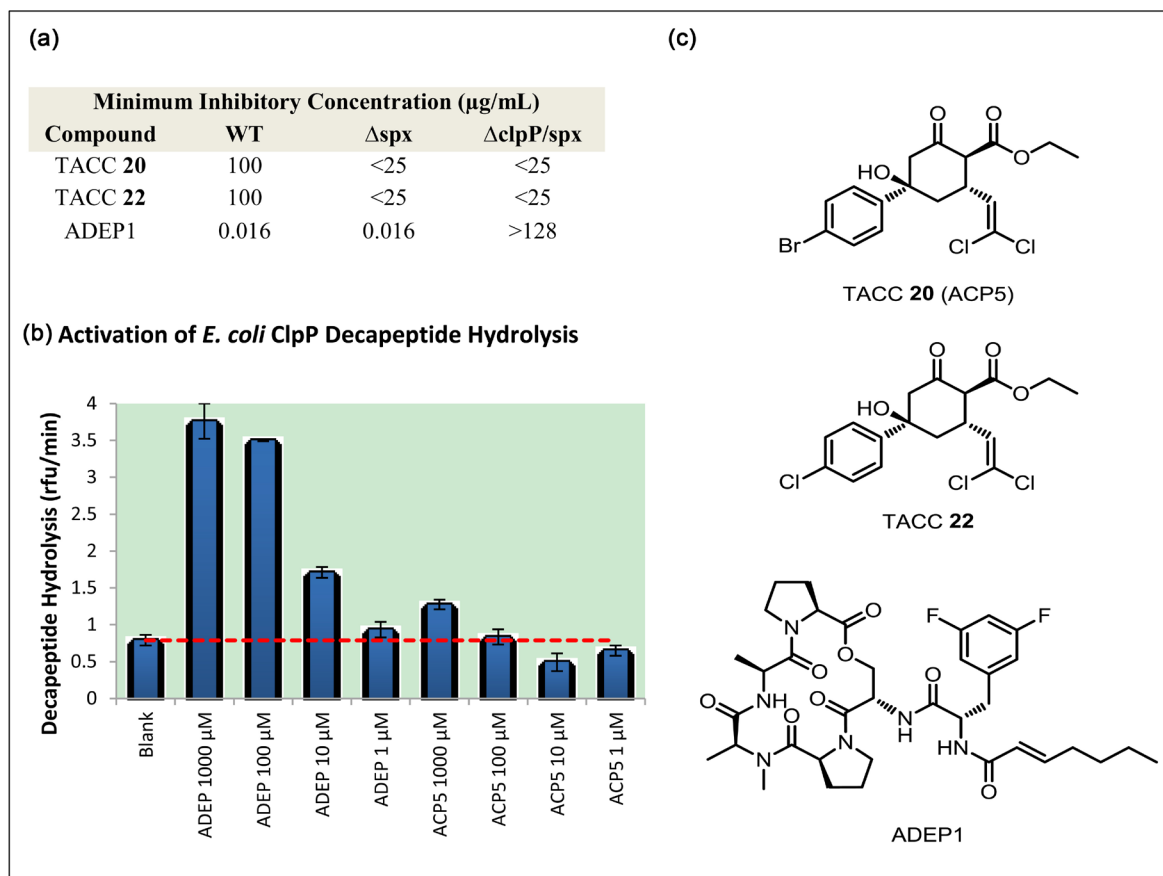 (a)
Minimum Inhibitory Concentration (µg/mL)
Compound WT Δspx ΔclpP/spx
TACC 20 100 <25 <25
TACC 22 100 <25 <25
ADEP1 0.016 0.016 >128
(b) Activation of E. coli ClpP Decapeptide Hydrolysis
Decapeptide Hydrolysis (rfu/min)
4
3.5
3
2.5
2
1.5
1
0.5
0
Blank
ADEP 1000 µM
ADEP 100 µM
ADEP 10 µM
ADEP 1 µM
ACP5 1000 µM
ACP5 100 µM
ACP5 10 µM
ACP5 1 µM
(c)
O O
HO O
Br Cl Cl
TACC 20 (ACP5)
O O
HO O
Cl Cl Cl
TACC 22
F F
O
N
O O
O
NH O O
O O N H
N N NH
O
ADEP1